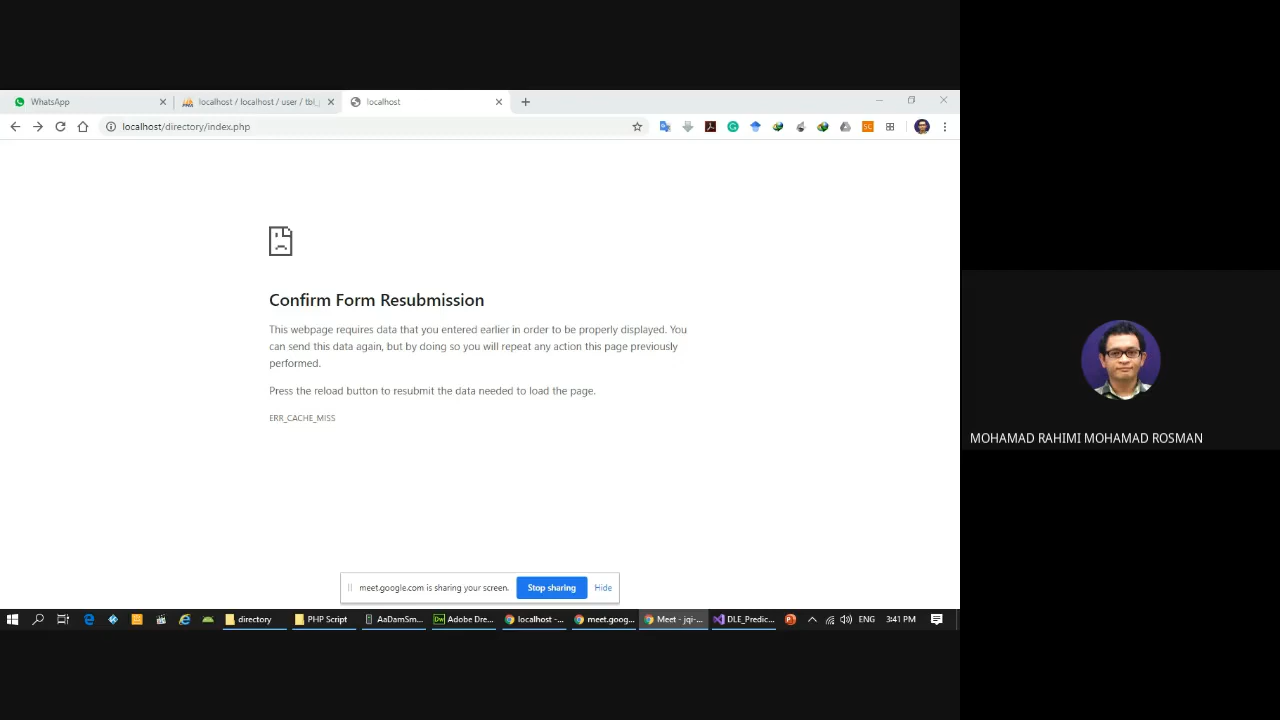 WhatsApp
localhost / localhost / user / tbl_
localhost
localhost/directory/index.php
Confirm Form Resubmission
This webpage requires data that you entered earlier in order to be properly displayed. You
can send this data again, but by doing so you will repeat any action this page previously
performed.
Press the reload button to resubmit the data needed to load the page.
ERR_CACHE_MISS
MOHAMAD RAHIMI MOHAMAD ROSMAN
meet.google.com is sharing your screen.
Stop sharing
Hide
directory
PHP Script
AaDamSm...
Adobe Dre...
localhost -...
meet.goog...
Meet - jqi-...
DLE_Predic...
ENG
3:41 PM